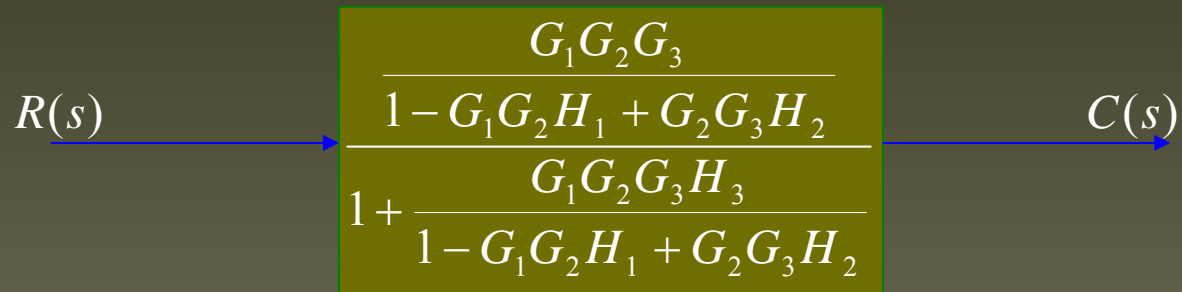 R(s)
G₁G₂G₃
1 − G₁G₂H₁ + G₂G₃H₂
1 + G₁G₂G₃H₃
1 − G₁G₂H₁ + G₂G₃H₂
C(s)